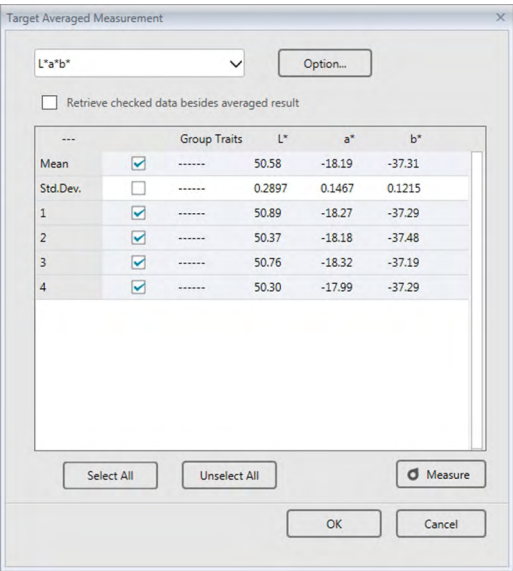 Target Averaged Measurement
L*a*b*
Option...
Retrieve checked data besides averaged result
--- Group Traits L* a* b*
Mean ------ 50.58 -18.19 -37.31
Std.Dev. ------ 0.2897 0.1467 0.1215
1 ------ 50.89 -18.27 -37.29
2 ------ 50.37 -18.18 -37.48
3 ------ 50.76 -18.32 -37.19
4 ------ 50.30 -17.99 -37.29
Select All Unselect All Measure
OK Cancel